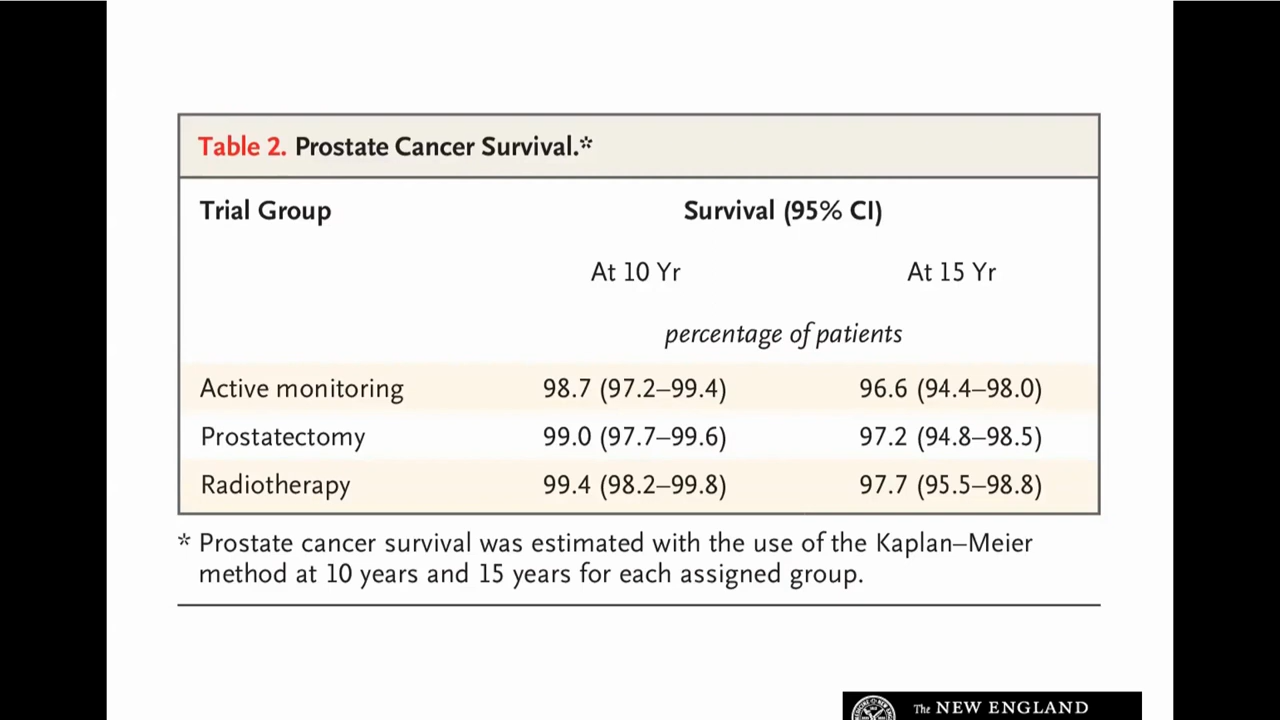 Table 2. Prostate Cancer Survival.*
Trial Group Survival (95% CI)
At 10 Yr At 15 Yr
percentage of patients
Active monitoring 98.7 (97.2–99.4) 96.6 (94.4–98.0)
Prostatectomy 99.0 (97.7–99.6) 97.2 (94.8–98.5)
Radiotherapy 99.4 (98.2–99.8) 97.7 (95.5–98.8)
* Prostate cancer survival was estimated with the use of the Kaplan–Meier
method at 10 years and 15 years for each assigned group.
The NEW ENGLAND